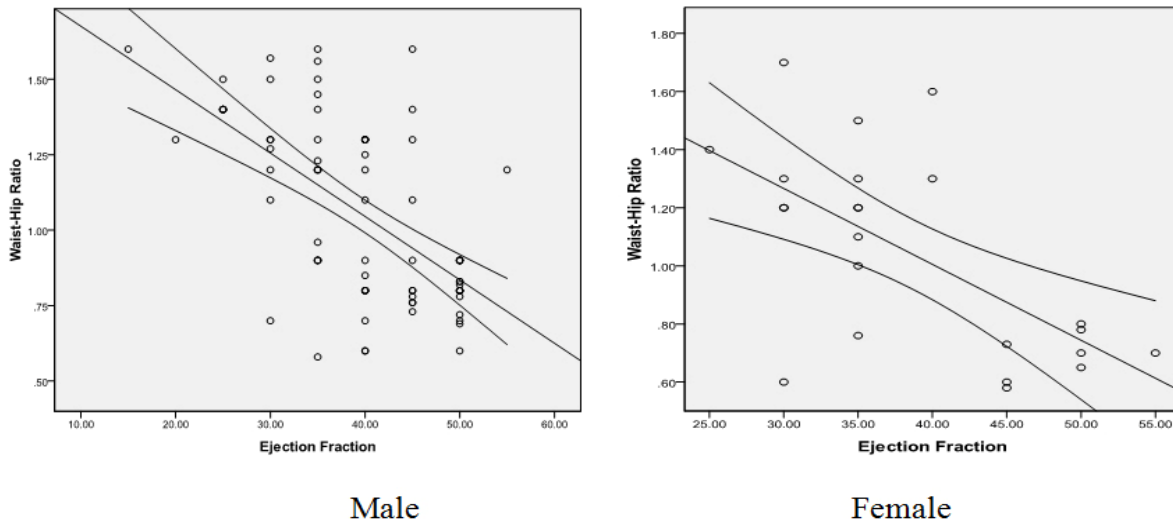 Waist-Hip Ratio
1.50
1.25
1.00
.75
.50
10.00 20.00 30.00 40.00 50.00 60.00
Ejection Fraction
Male
Waist-Hip Ratio
1.80
1.60
1.40
1.20
1.00
.80
.60
25.00 30.00 35.00 40.00 45.00 50.00 55.00
Ejection Fraction
Female